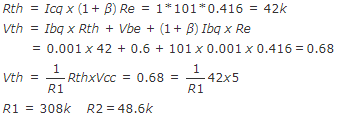 Rth = Icq x (1 + β) Re = 1*101*0.416 = 42k
Vth = Ibq x Rth + Vbe + (1 + β) Ibq x Re
= 0.001 x 42 + 0.6 + 101 x 0.001 x 0.416 = 0.68
Vth = 1/R1 RthxVcc = 0.68 = 1/R1 42x5
R1 = 308k R2 = 48.6k